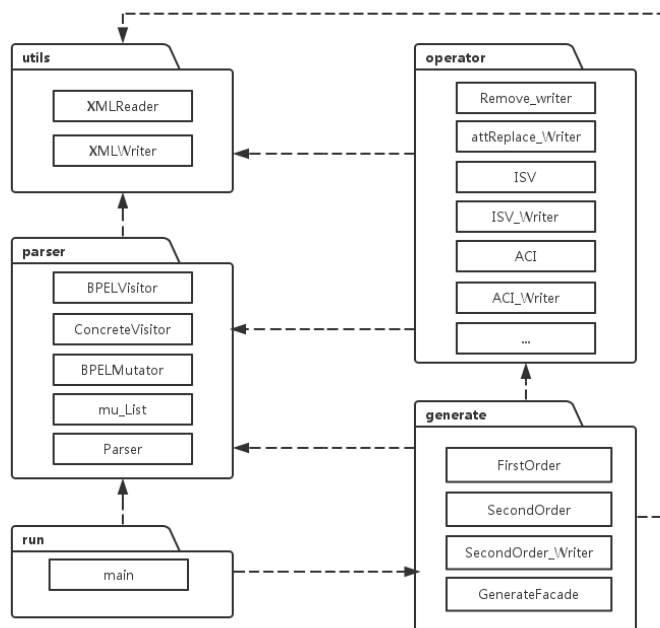 utils
XMLReader
XMLWriter
operator
Remove_writer
attReplace_Writer
ISV
ISV_Writer
ACI
ACI_Writer
...
parser
BPELVisitor
ConcreteVisitor
BPELMutator
mu_List
Parser
generate
FirstOrder
SecondOrder
SecondOrder_Writer
GenerateFacade
run
main